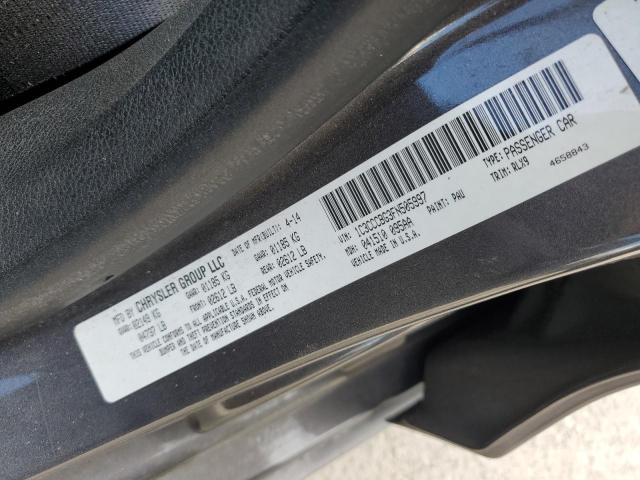 MFD BY CHRYSLER GROUP LLC.
DATE OF MFR(BUILT): 4-14
GVWR: 02149 KG
04737 LB
GAWR: 01185 KG
FRONT: 02612 LB
GAWR: 01185 KG
REAR: 02612 LB
THIS VEHICLE CONFORMS TO ALL APPLICABLE U.S.A. FEDERAL MOTOR VEHICLE SAFETY,
BUMPER AND THEFT PREVENTION STANDARDS IN EFFECT ON
THE DATE OF MANUFACTURE SHOWN ABOVE.
VIN: 1C3CCCBG3FN505997
TYPE: PASSENGER CAR
MDH: 041510 095AA
PAINT: PAU
TRIM: RLX9
VEHICLE MADE IN U.S.A.
4658843